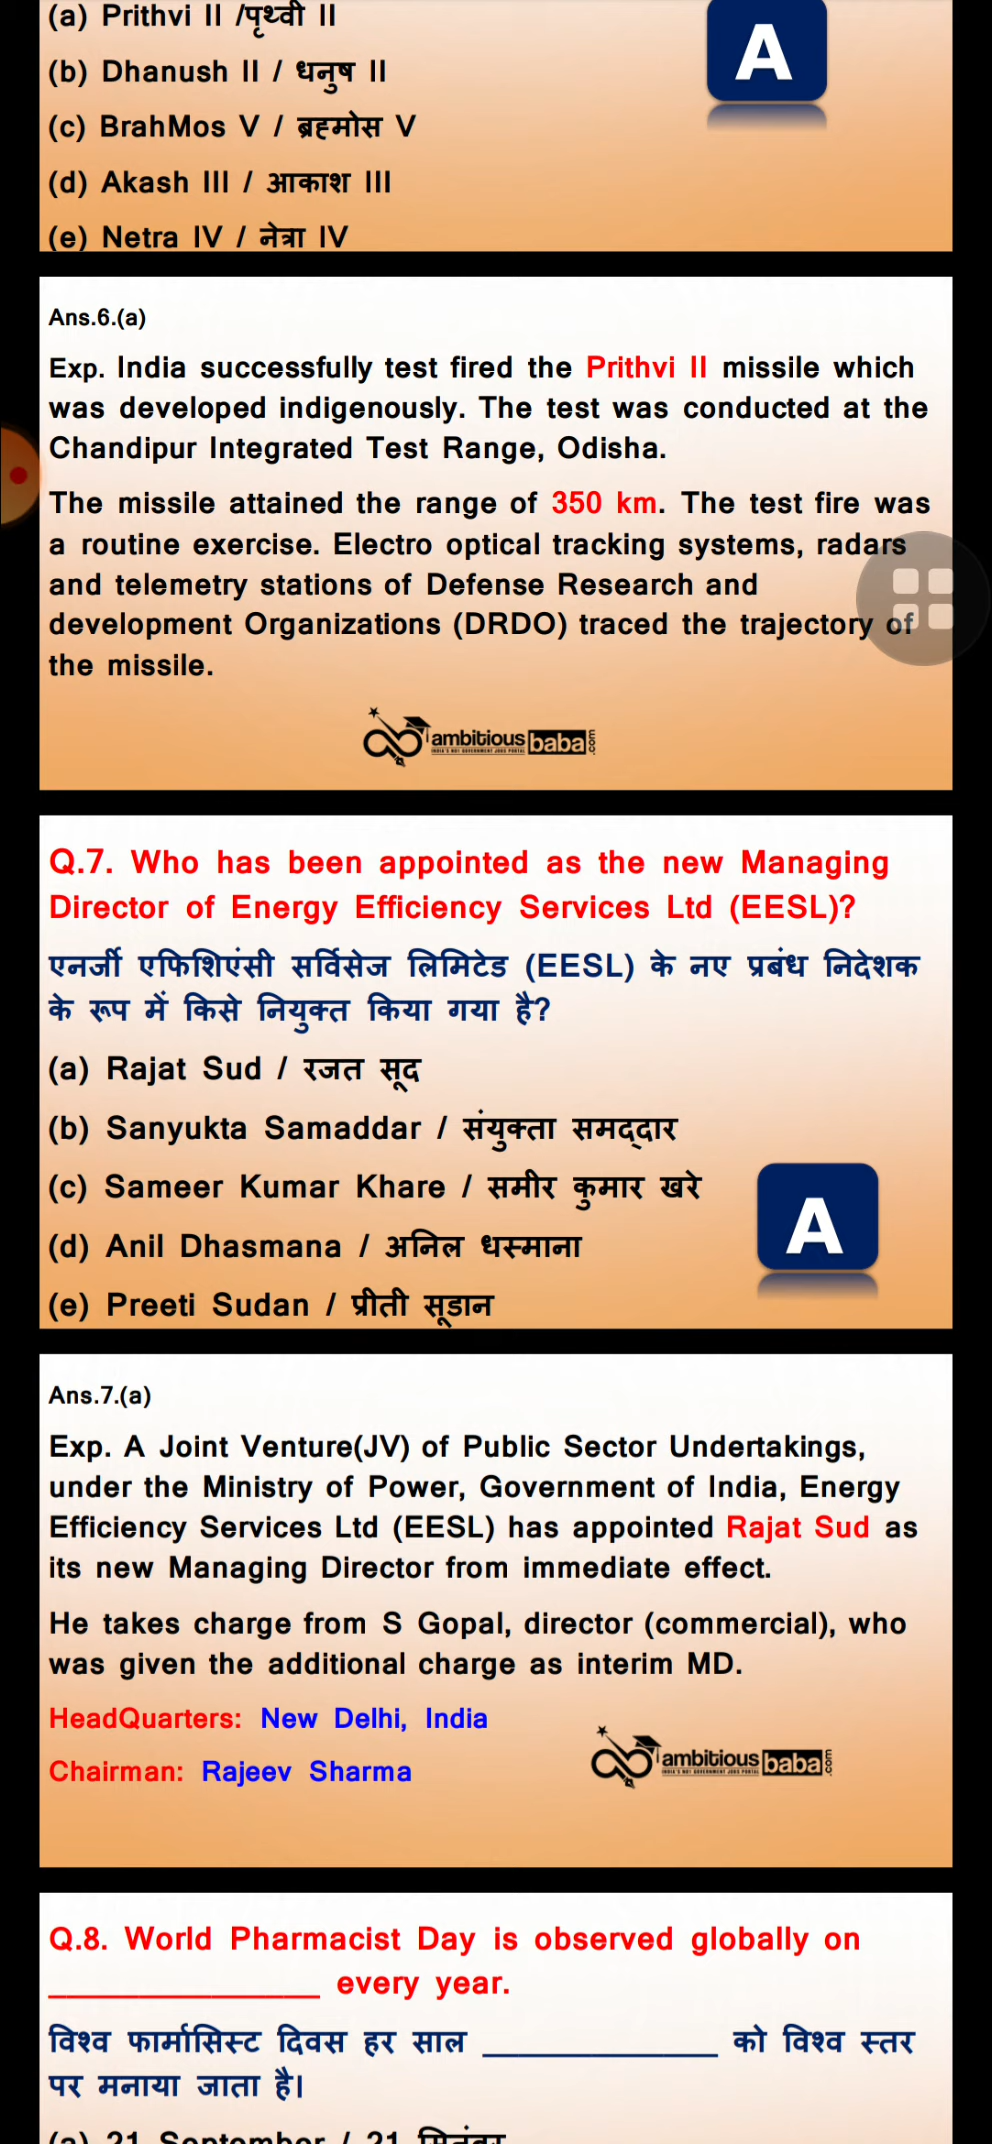 (a) Prithvi II /पृथ्वी II
(b) Dhanush II / धनुष II
(c) BrahMos V / ब्रह्मोस V
(d) Akash III / आकाश III
(e) Netra IV / नेत्रा IV
A
Ans.6.(a)
Exp. India successfully test fired the Prithvi II missile which
was developed indigenously. The test was conducted at the
Chandipur Integrated Test Range, Odisha.
The missile attained the range of 350 km. The test fire was
a routine exercise. Electro optical tracking systems, radars
and telemetry stations of Defense Research and
development Organizations (DRDO) traced the trajectory of
the missile.
ambitious baba.com
Q.7. Who has been appointed as the new Managing
Director of Energy Efficiency Services Ltd (EESL)?
एनर्जी एफिशिएंसी सर्विसेज लिमिटेड (EESL) के नए प्रबंध निदेशक
के रूप में किसे नियुक्त किया गया है?
(a) Rajat Sud / रजत सूद
(b) Sanyukta Samaddar / संयुक्ता समद्दार
(c) Sameer Kumar Khare / समीर कुमार खरे
(d) Anil Dhasmana / अनिल धस्माना
(e) Preeti Sudan / प्रीती सूडान
A
Ans.7.(a)
Exp. A Joint Venture(JV) of Public Sector Undertakings,
under the Ministry of Power, Government of India, Energy
Efficiency Services Ltd (EESL) has appointed Rajat Sud as
its new Managing Director from immediate effect.
He takes charge from S Gopal, director (commercial), who
was given the additional charge as interim MD.
HeadQuarters: New Delhi, India
Chairman: Rajeev Sharma
ambitious baba.com
Q.8. World Pharmacist Day is observed globally on
_______________ every year.
विश्व फार्मासिस्ट दिवस हर साल _____________ को विश्व स्तर
पर मनाया जाता है।
(a) 21 September / 21 सितंबर